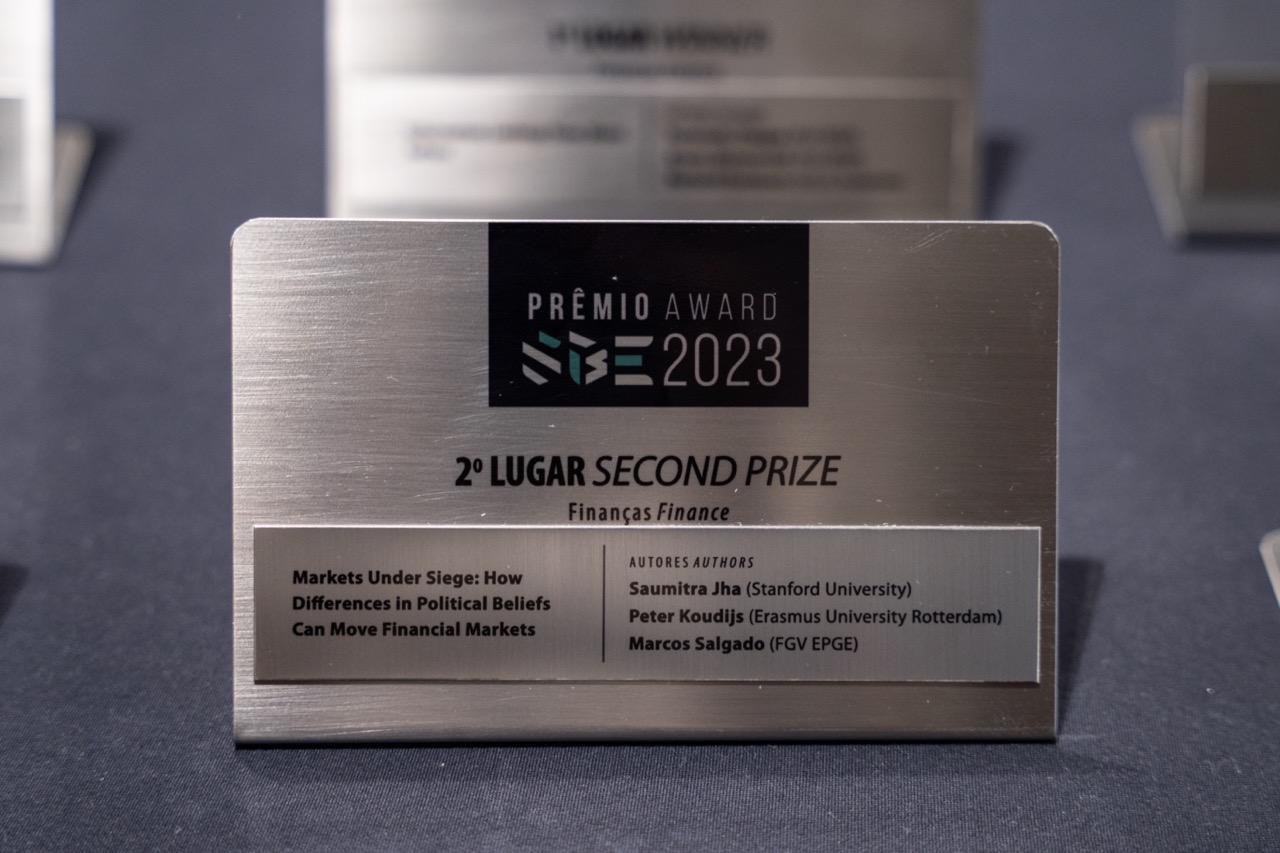 PRÊMIO AWARD
SBE 2023
2º LUGAR SECOND PRIZE
Finanças Finance
Markets Under Siege: How
Differences in Political Beliefs
Can Move Financial Markets
AUTORES AUTHORS
Saumitra Jha (Stanford University)
Peter Koudijs (Erasmus University Rotterdam)
Marcos Salgado (FGV EPGE)